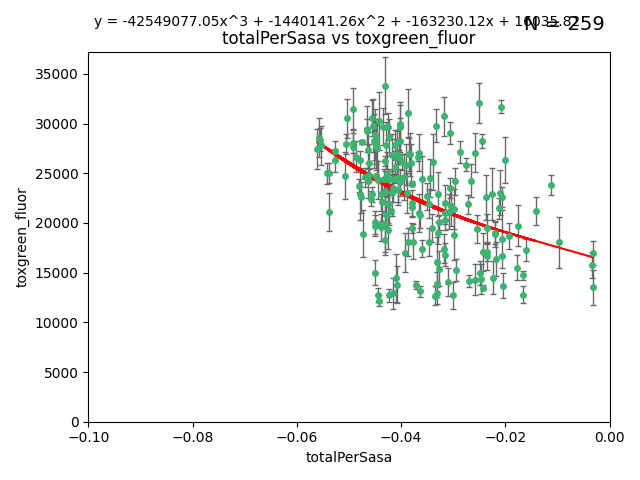 y = -42549077.05x^3 + -1440141.26x^2 + -163230.12x + 16035.8
N = 259
totalPerSasa vs toxgreen_fluor
35000
30000
25000
20000
15000
10000
5000
0
toxgreen_fluor
−0.10 −0.08 −0.06 −0.04 −0.02 0.00
totalPerSasa